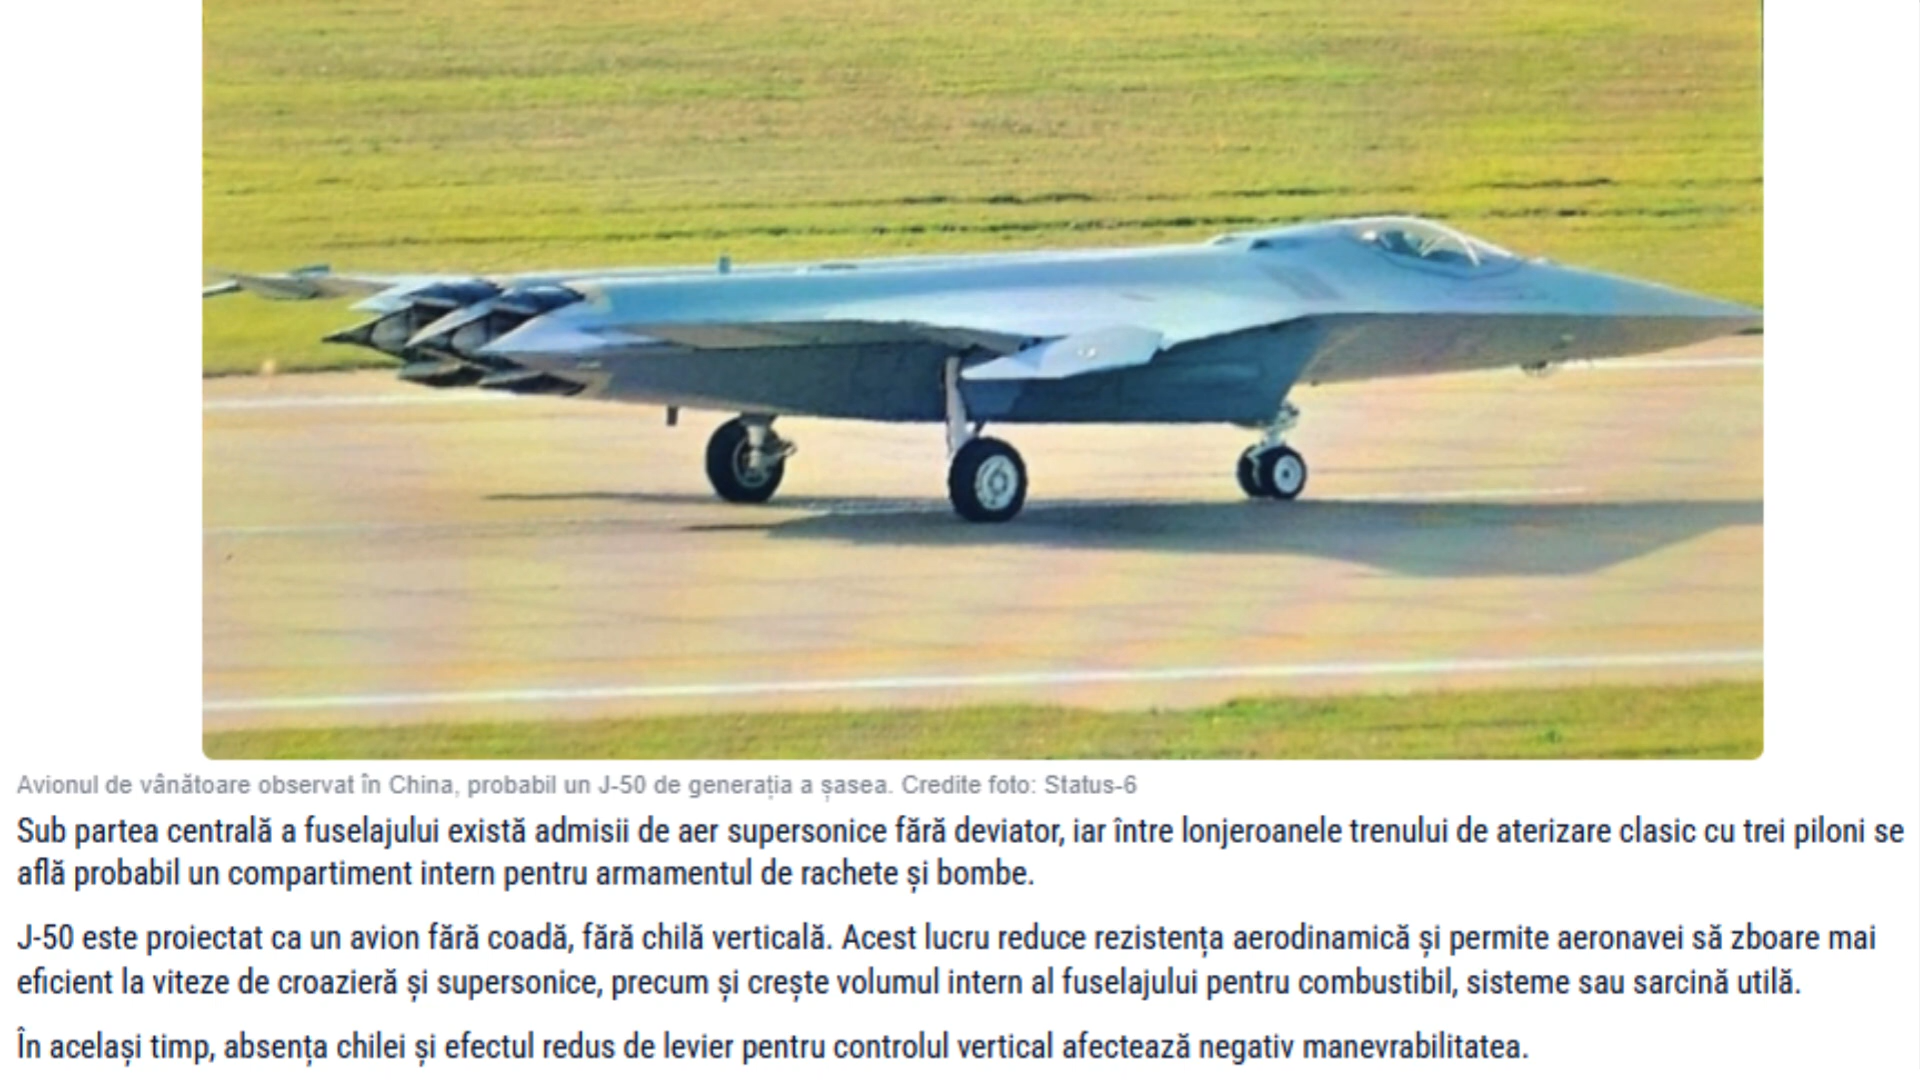 Avionul de vânătoare observat în China, probabil un J-50 de generația a șasea. Credite foto: Status-6
Sub partea centrală a fuselajului există admisii de aer supersonice fără deviator, iar între lonjeroanele trenului de aterizare clasic cu trei piloni se
află probabil un compartiment intern pentru armamentul de rachete și bombe.
J-50 este proiectat ca un avion fără coadă, fără chilă verticală. Acest lucru reduce rezistența aerodinamică și permite aeronavei să zboare mai
eficient la viteze de croazieră și supersonice, precum și crește volumul intern al fuselajului pentru combustibil, sisteme sau sarcină utilă.
În același timp, absența chilei și efectul redus de levier pentru controlul vertical afectează negativ manevrabilitatea.